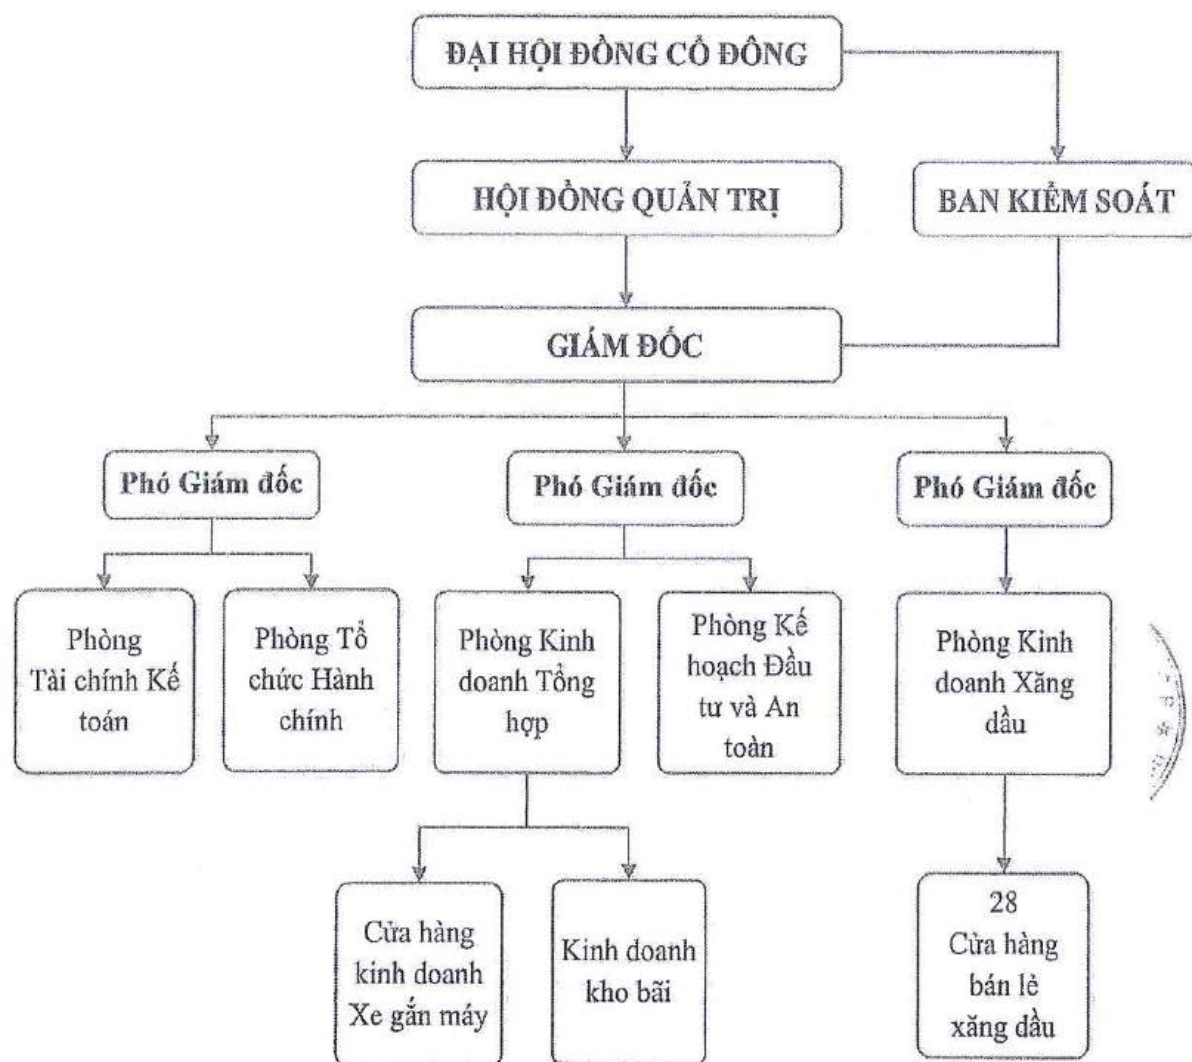 ĐẠI HỘI ĐỒNG CỔ ĐÔNG
HỘI ĐỒNG QUẢN TRỊ
BAN KIỂM SOÁT
GIÁM ĐỐC
Phó Giám đốc
Phó Giám đốc
Phó Giám đốc
Phòng
Tài chính Kế
toán
Phòng Tổ
chức Hành
chính
Phòng Kinh
doanh Tổng
hợp
Phòng Kế
hoạch Đầu
tư và An
toàn
Phòng Kinh
doanh Xăng
dầu
Cửa hàng
kinh doanh
Xe gắn máy
Kinh doanh
kho bãi
28
Cửa hàng
bán lẻ
xăng dầu